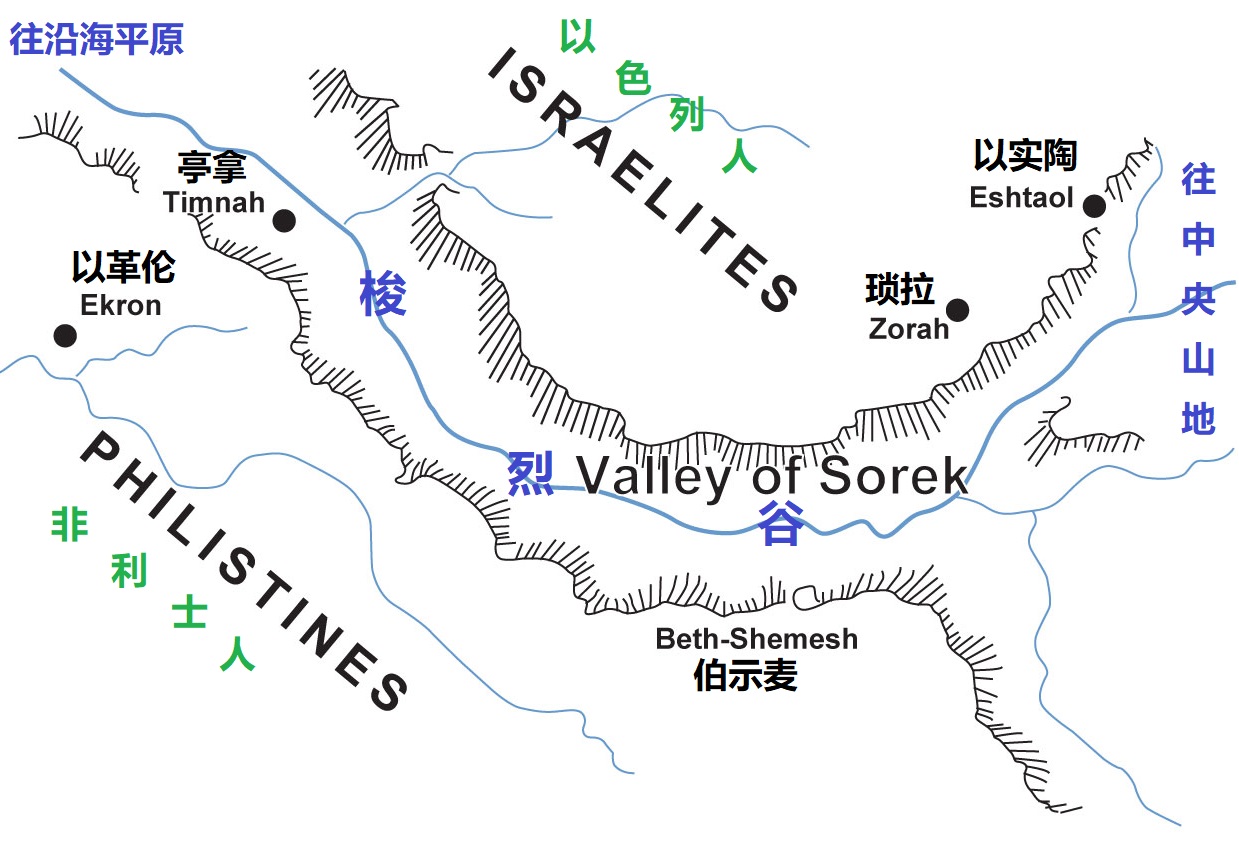 往沿海平原
以色列人
ISRAELITES
亭拿
Timnah
以实陶
Eshtaol
往中央山地
以革伦
Ekron
琐拉
Zorah
梭烈谷
Valley of Sorek
PHILISTINES
非利士人
Beth-Shemesh
伯示麦